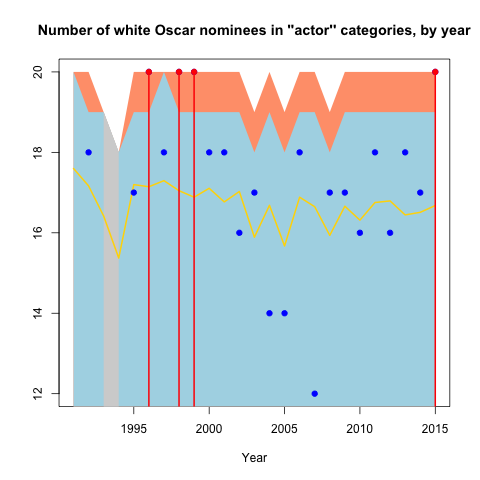 Number of white Oscar nominees in "actor" categories, by year
20
18
16
14
12
1995 2000 2005 2010 2015
Year